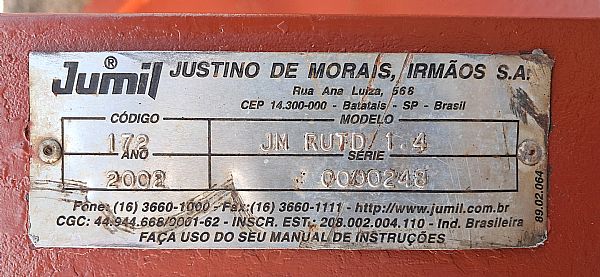 Jumil ® JUSTINO DE MORAIS, IRMÃOS S.A.
Rua Ana Luiza, 568
CEP 14.300-000 - Batatais - SP - Brasil
CÓDIGO MODELO
172 JM RUTD/1.4
ANO SÉRIE
2002 0000248
Fone: (16) 3660-1000 - Fax:(16) 3660-1111 - http://www.jumil.com.br
CGC: 44.944.668/0001-62 - INSCR. EST.: 208.002.004.110 - Ind. Brasileira
FAÇA USO DO SEU MANUAL DE INSTRUÇÕES
89.02.064